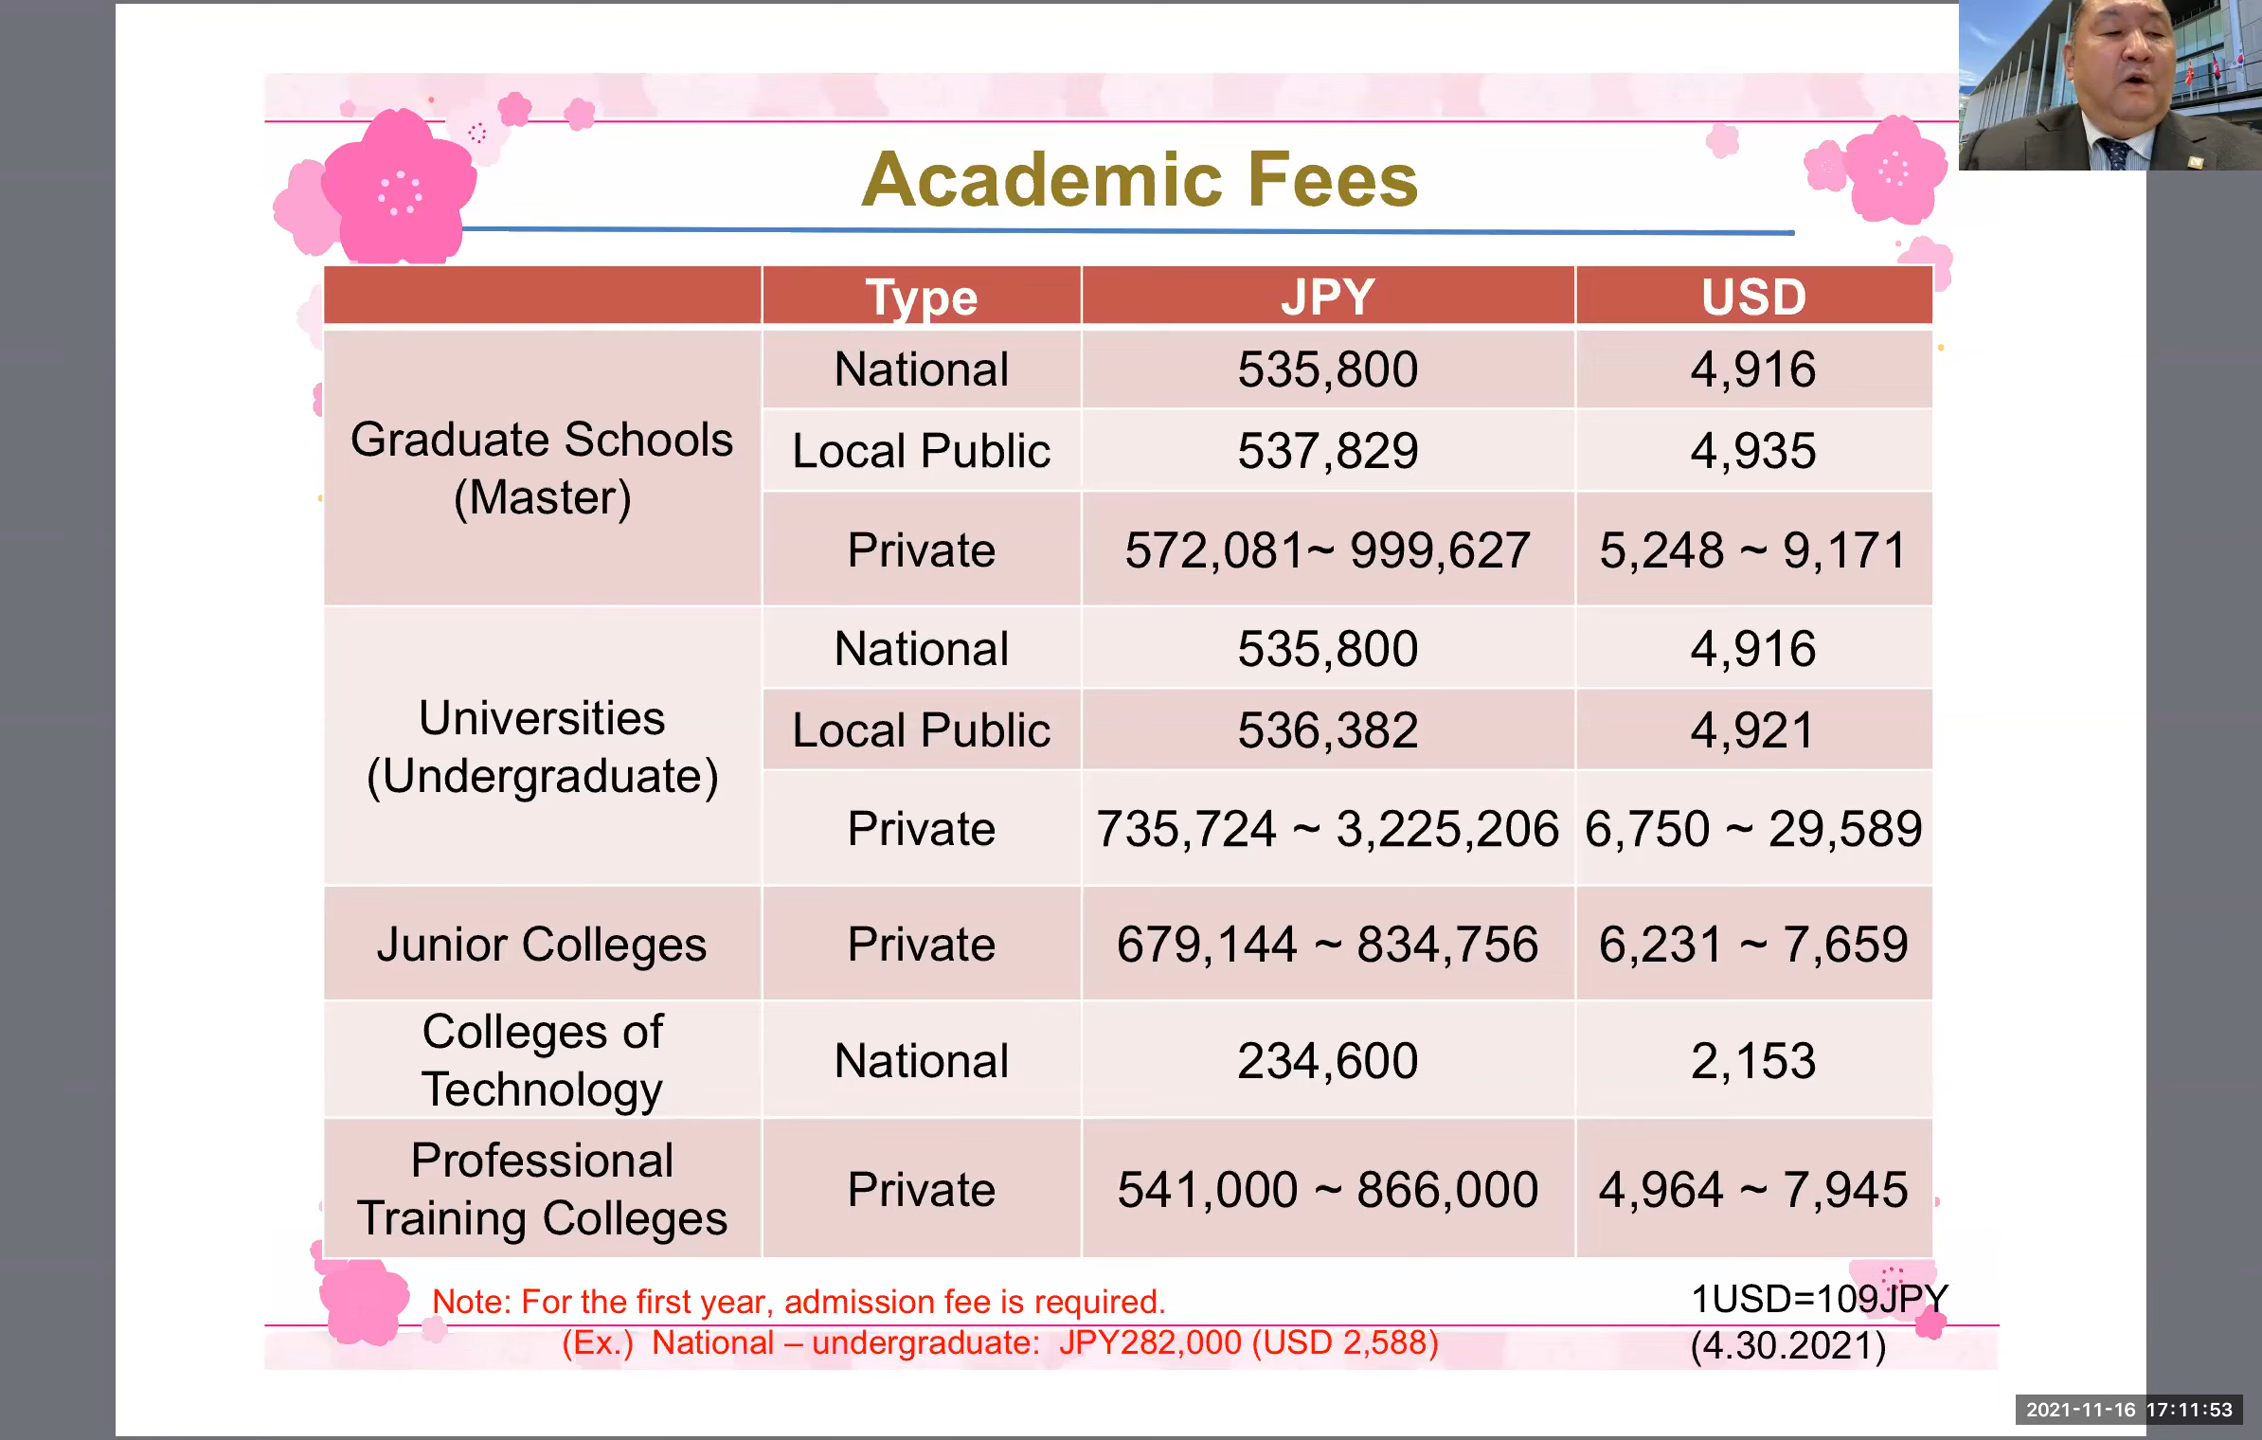 Academic Fees
Type JPY USD
Graduate Schools
(Master)
National 535,800 4,916
Local Public 537,829 4,935
Private 572,081~ 999,627 5,248 ~ 9,171
Universities
(Undergraduate)
National 535,800 4,916
Local Public 536,382 4,921
Private 735,724 ~ 3,225,206 6,750 ~ 29,589
Junior Colleges Private 679,144 ~ 834,756 6,231 ~ 7,659
Colleges of
Technology
National 234,600 2,153
Professional
Training Colleges
Private 541,000 ~ 866,000 4,964 ~ 7,945
Note: For the first year, admission fee is required.
(Ex.) National – undergraduate: JPY282,000 (USD 2,588)
1USD=109JPY
(4.30.2021)
2021-11-16 17:11:53